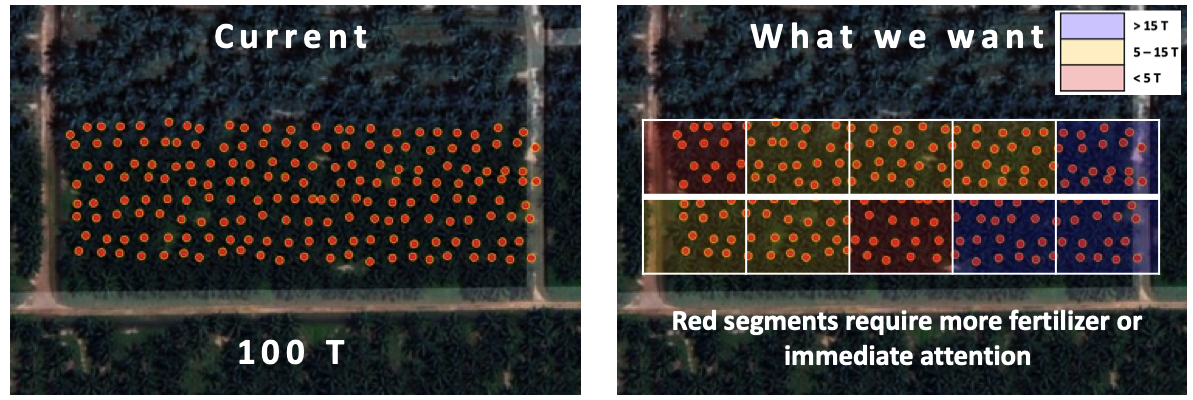 Current
100 T
What we want
> 15 T
5 – 15 T
< 5 T
Red segments require more fertilizer or
immediate attention